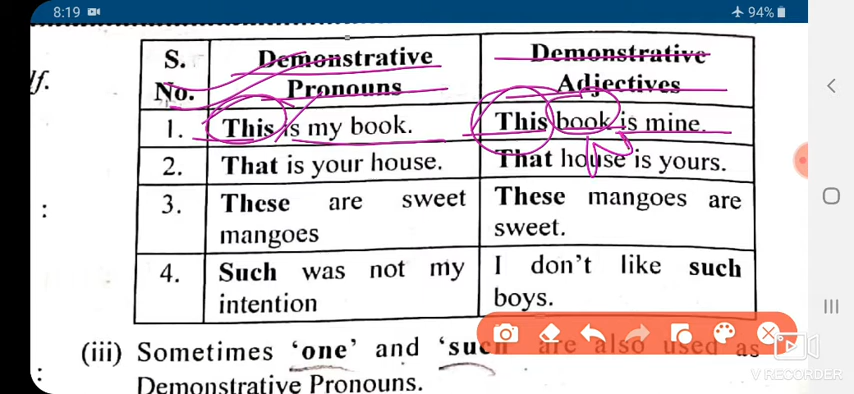 8:19 94%
lf.
S. No. Demonstrative Pronouns Demonstrative Adjectives
1. This is my book. This book is mine.
2. That is your house. That house is yours.
3. These are sweet mangoes These mangoes are sweet.
4. Such was not my intention I don't like such boys.
:
(iii) Sometimes 'one' and 'such' are also used as
: Demonstrative Pronouns.
V RECORDER